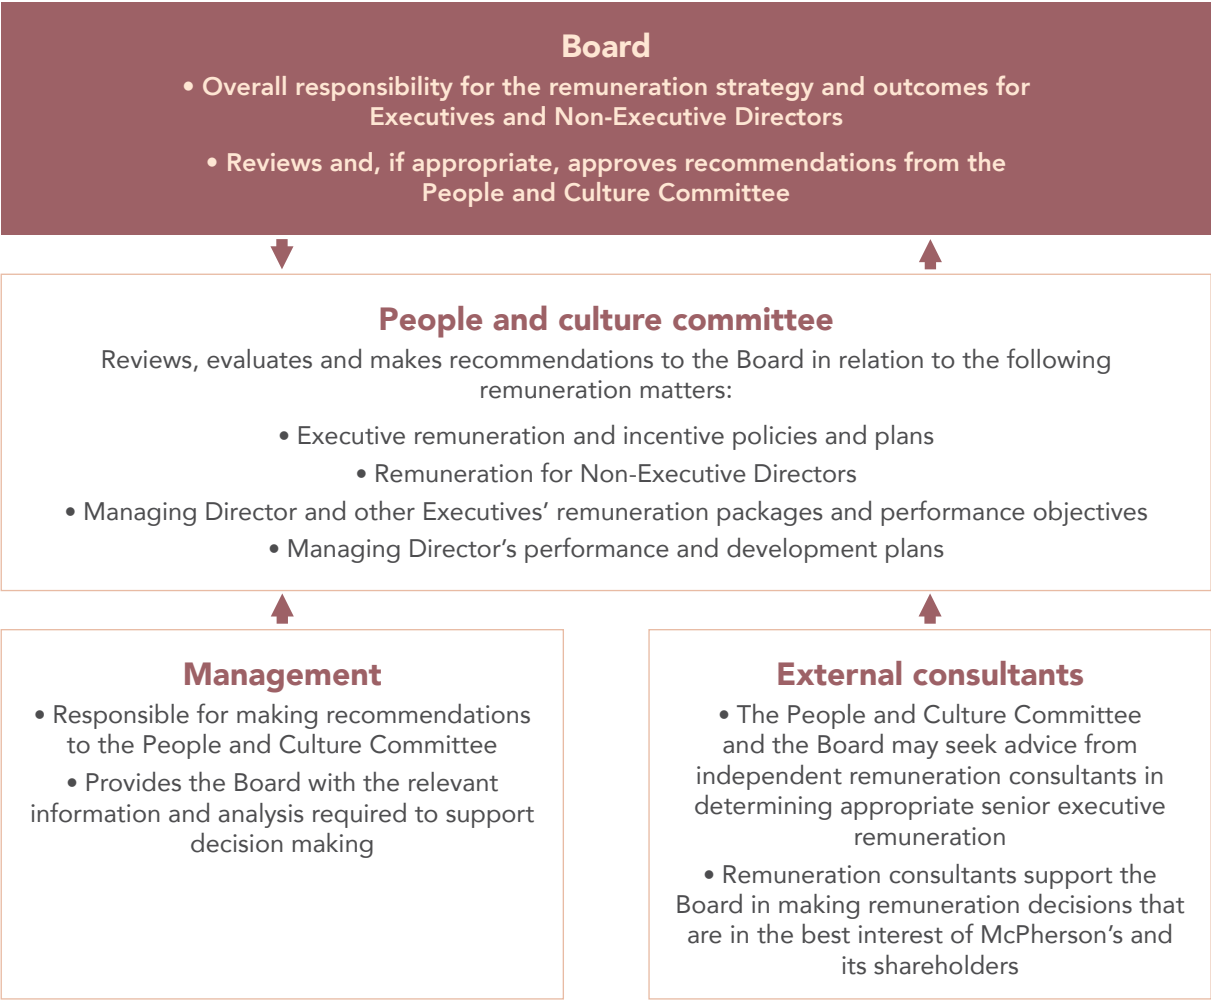 Board
• Overall responsibility for the remuneration strategy and outcomes for
Executives and Non-Executive Directors
• Reviews and, if appropriate, approves recommendations from the
People and Culture Committee
People and culture committee
Reviews, evaluates and makes recommendations to the Board in relation to the following
remuneration matters:
• Executive remuneration and incentive policies and plans
• Remuneration for Non-Executive Directors
• Managing Director and other Executives’ remuneration packages and performance objectives
• Managing Director’s performance and development plans
Management
• Responsible for making recommendations
to the People and Culture Committee
• Provides the Board with the relevant
information and analysis required to support
decision making
External consultants
• The People and Culture Committee
and the Board may seek advice from
independent remuneration consultants in
determining appropriate senior executive
remuneration
• Remuneration consultants support the
Board in making remuneration decisions that
are in the best interest of McPherson’s and
its shareholders